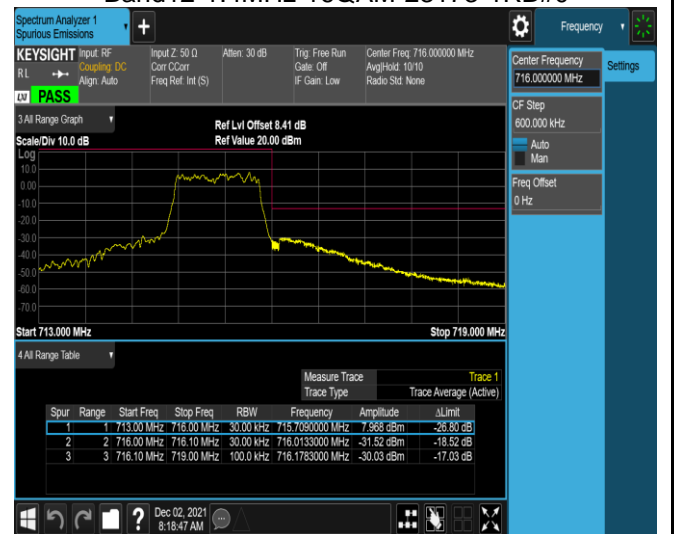 Spectrum Analyzer 1
Spurious Emissions
+
Frequency
KEYSIGHT Input: RF Input Z: 50 Ω Atten: 30 dB Trig: Free Run Center Freq: 716.000000 MHz
R L Coupling: DC Corr CCorr Gate: Off Avg|Hold: 10/10
Align: Auto Freq Ref: Int (S) IF Gain: Low Radio Std: None
LXI PASS
Center Frequency
716.000000 MHz
Settings
CF Step
600.000 kHz
Auto
Man
Freq Offset
0 Hz
3 All Range Graph
Ref Lvl Offset 8.41 dB
Scale/Div 10.0 dB Ref Value 20.00 dBm
Log
10.0
0.00
-10.0
-20.0
-30.0
-40.0
-50.0
-60.0
-70.0
Start 713.000 MHz Stop 719.000 MHz
4 All Range Table
Measure Trace Trace 1
Trace Type Trace Average (Active)
Spur Range Start Freq Stop Freq RBW Frequency Amplitude ΔLimit
1 1 713.00 MHz 716.00 MHz 30.00 kHz 715.7090000 MHz 7.968 dBm -26.80 dB
2 2 716.00 MHz 716.10 MHz 30.00 kHz 716.0133000 MHz -31.52 dBm -18.52 dB
3 3 716.10 MHz 719.00 MHz 100.0 kHz 716.1783000 MHz -30.03 dBm -17.03 dB
? Dec 02, 2021
8:18:47 AM